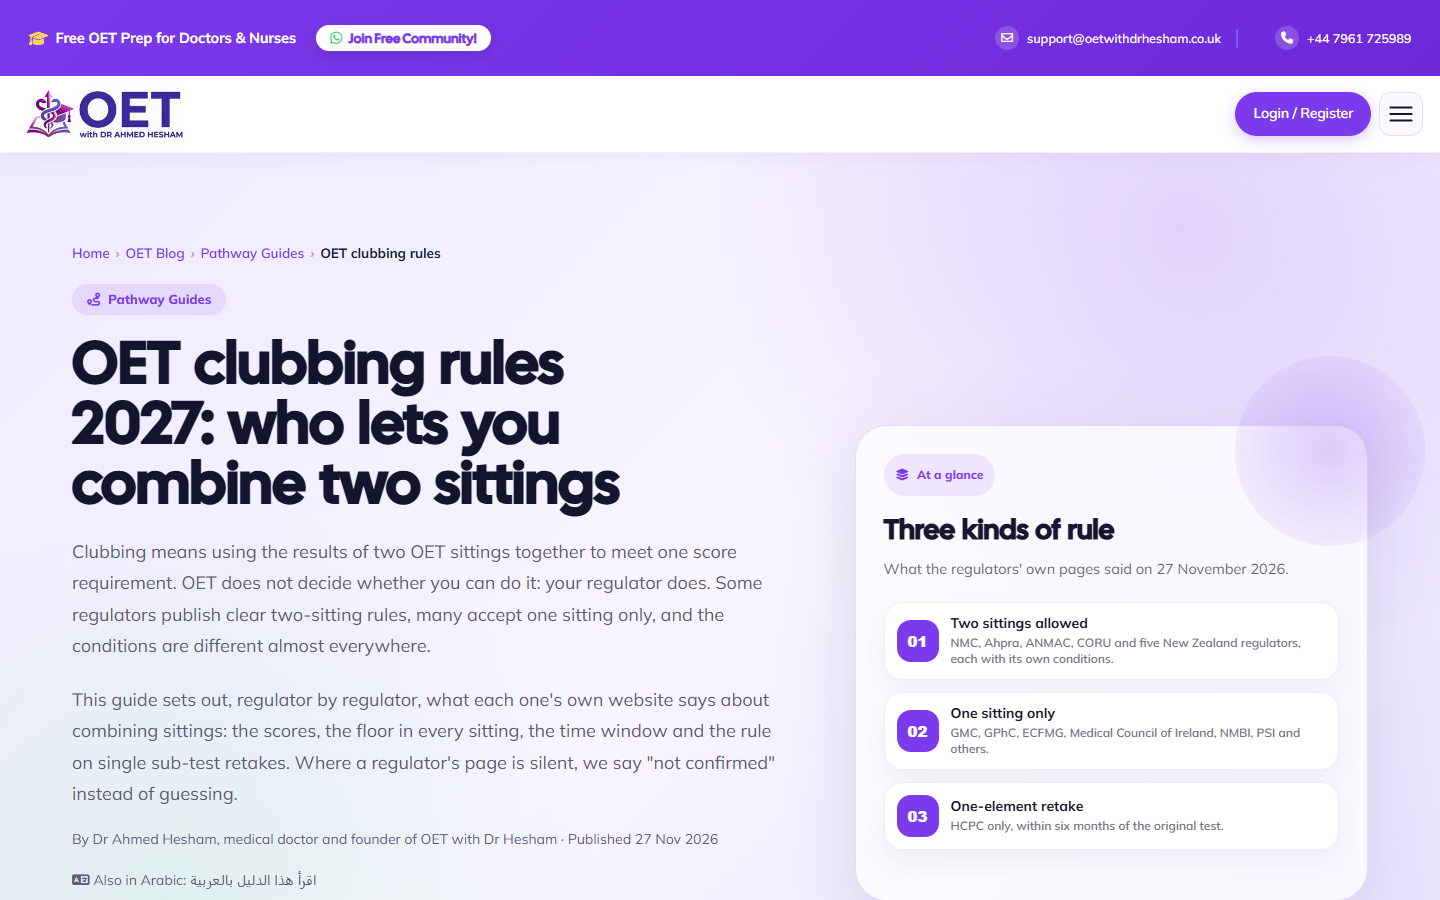 Free OET Prep for Doctors & Nurses
Join Free Community!
support@oetwithdrhesham.co.uk
+44 7961 725989
OET
with DR AHMED HESHAM
Login / Register
Home › OET Blog › Pathway Guides › OET clubbing rules
Pathway Guides
OET clubbing rules
2027: who lets you
combine two sittings
Clubbing means using the results of two OET sittings together to meet one score
requirement. OET does not decide whether you can do it: your regulator does. Some
regulators publish clear two-sitting rules, many accept one sitting only, and the
conditions are different almost everywhere.
This guide sets out, regulator by regulator, what each one's own website says about
combining sittings: the scores, the floor in every sitting, the time window and the rule
on single sub-test retakes. Where a regulator's page is silent, we say "not confirmed"
instead of guessing.
By Dr Ahmed Hesham, medical doctor and founder of OET with Dr Hesham · Published 27 Nov 2026
Also in Arabic: اقرأ هذا الدليل بالعربية
At a glance
Three kinds of rule
What the regulators' own pages said on 27 November 2026.
01
Two sittings allowed
NMC, Ahpra, ANMAC, CORU and five New Zealand regulators,
each with its own conditions.
02
One sitting only
GMC, GPhC, ECFMG, Medical Council of Ireland, NMBI, PSI and
others.
03
One-element retake
HCPC only, within six months of the original test.